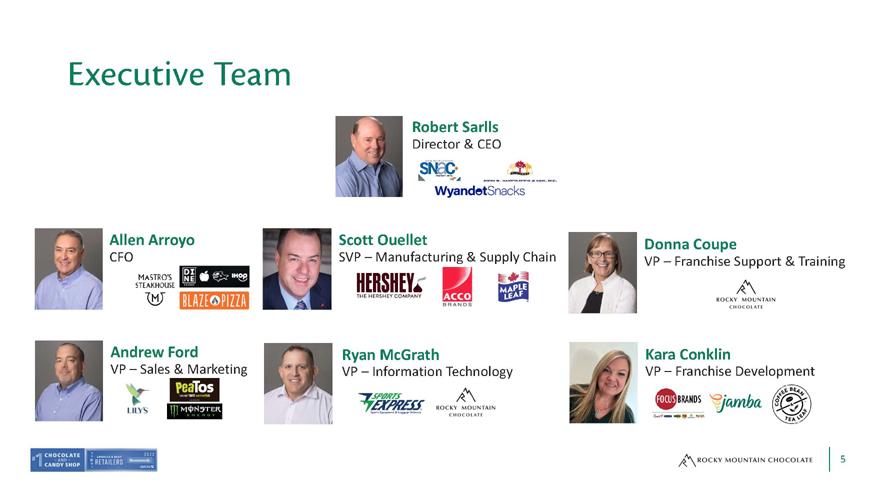 Executive Team
Robert Sarlls
Director & CEO
SNAC
WyandotSnacks
Allen Arroyo
CFO
MASTRO'S
STEAKHOUSE
M
DINE
IHOP
BLAZE PIZZA
Scott Ouellet
SVP – Manufacturing & Supply Chain
HERSHEY
THE HERSHEY COMPANY
ACCO
BRANDS
MAPLE
LEAF
Donna Coupe
VP – Franchise Support & Training
ROCKY MOUNTAIN
CHOCOLATE
Andrew Ford
VP – Sales & Marketing
LILY'S
PeaTos
MONSTER
ENERGY
Ryan McGrath
VP – Information Technology
SPORTS
EXPRESS
ROCKY MOUNTAIN
CHOCOLATE
Kara Conklin
VP – Franchise Development
FOCUS BRANDS
jamba
COFFEE BEAN &
TEA LEAF
#1 CHOCOLATE
AND
CANDY SHOP
AMERICA'S BEST
RETAILERS
2023
ROCKY MOUNTAIN CHOCOLATE
5